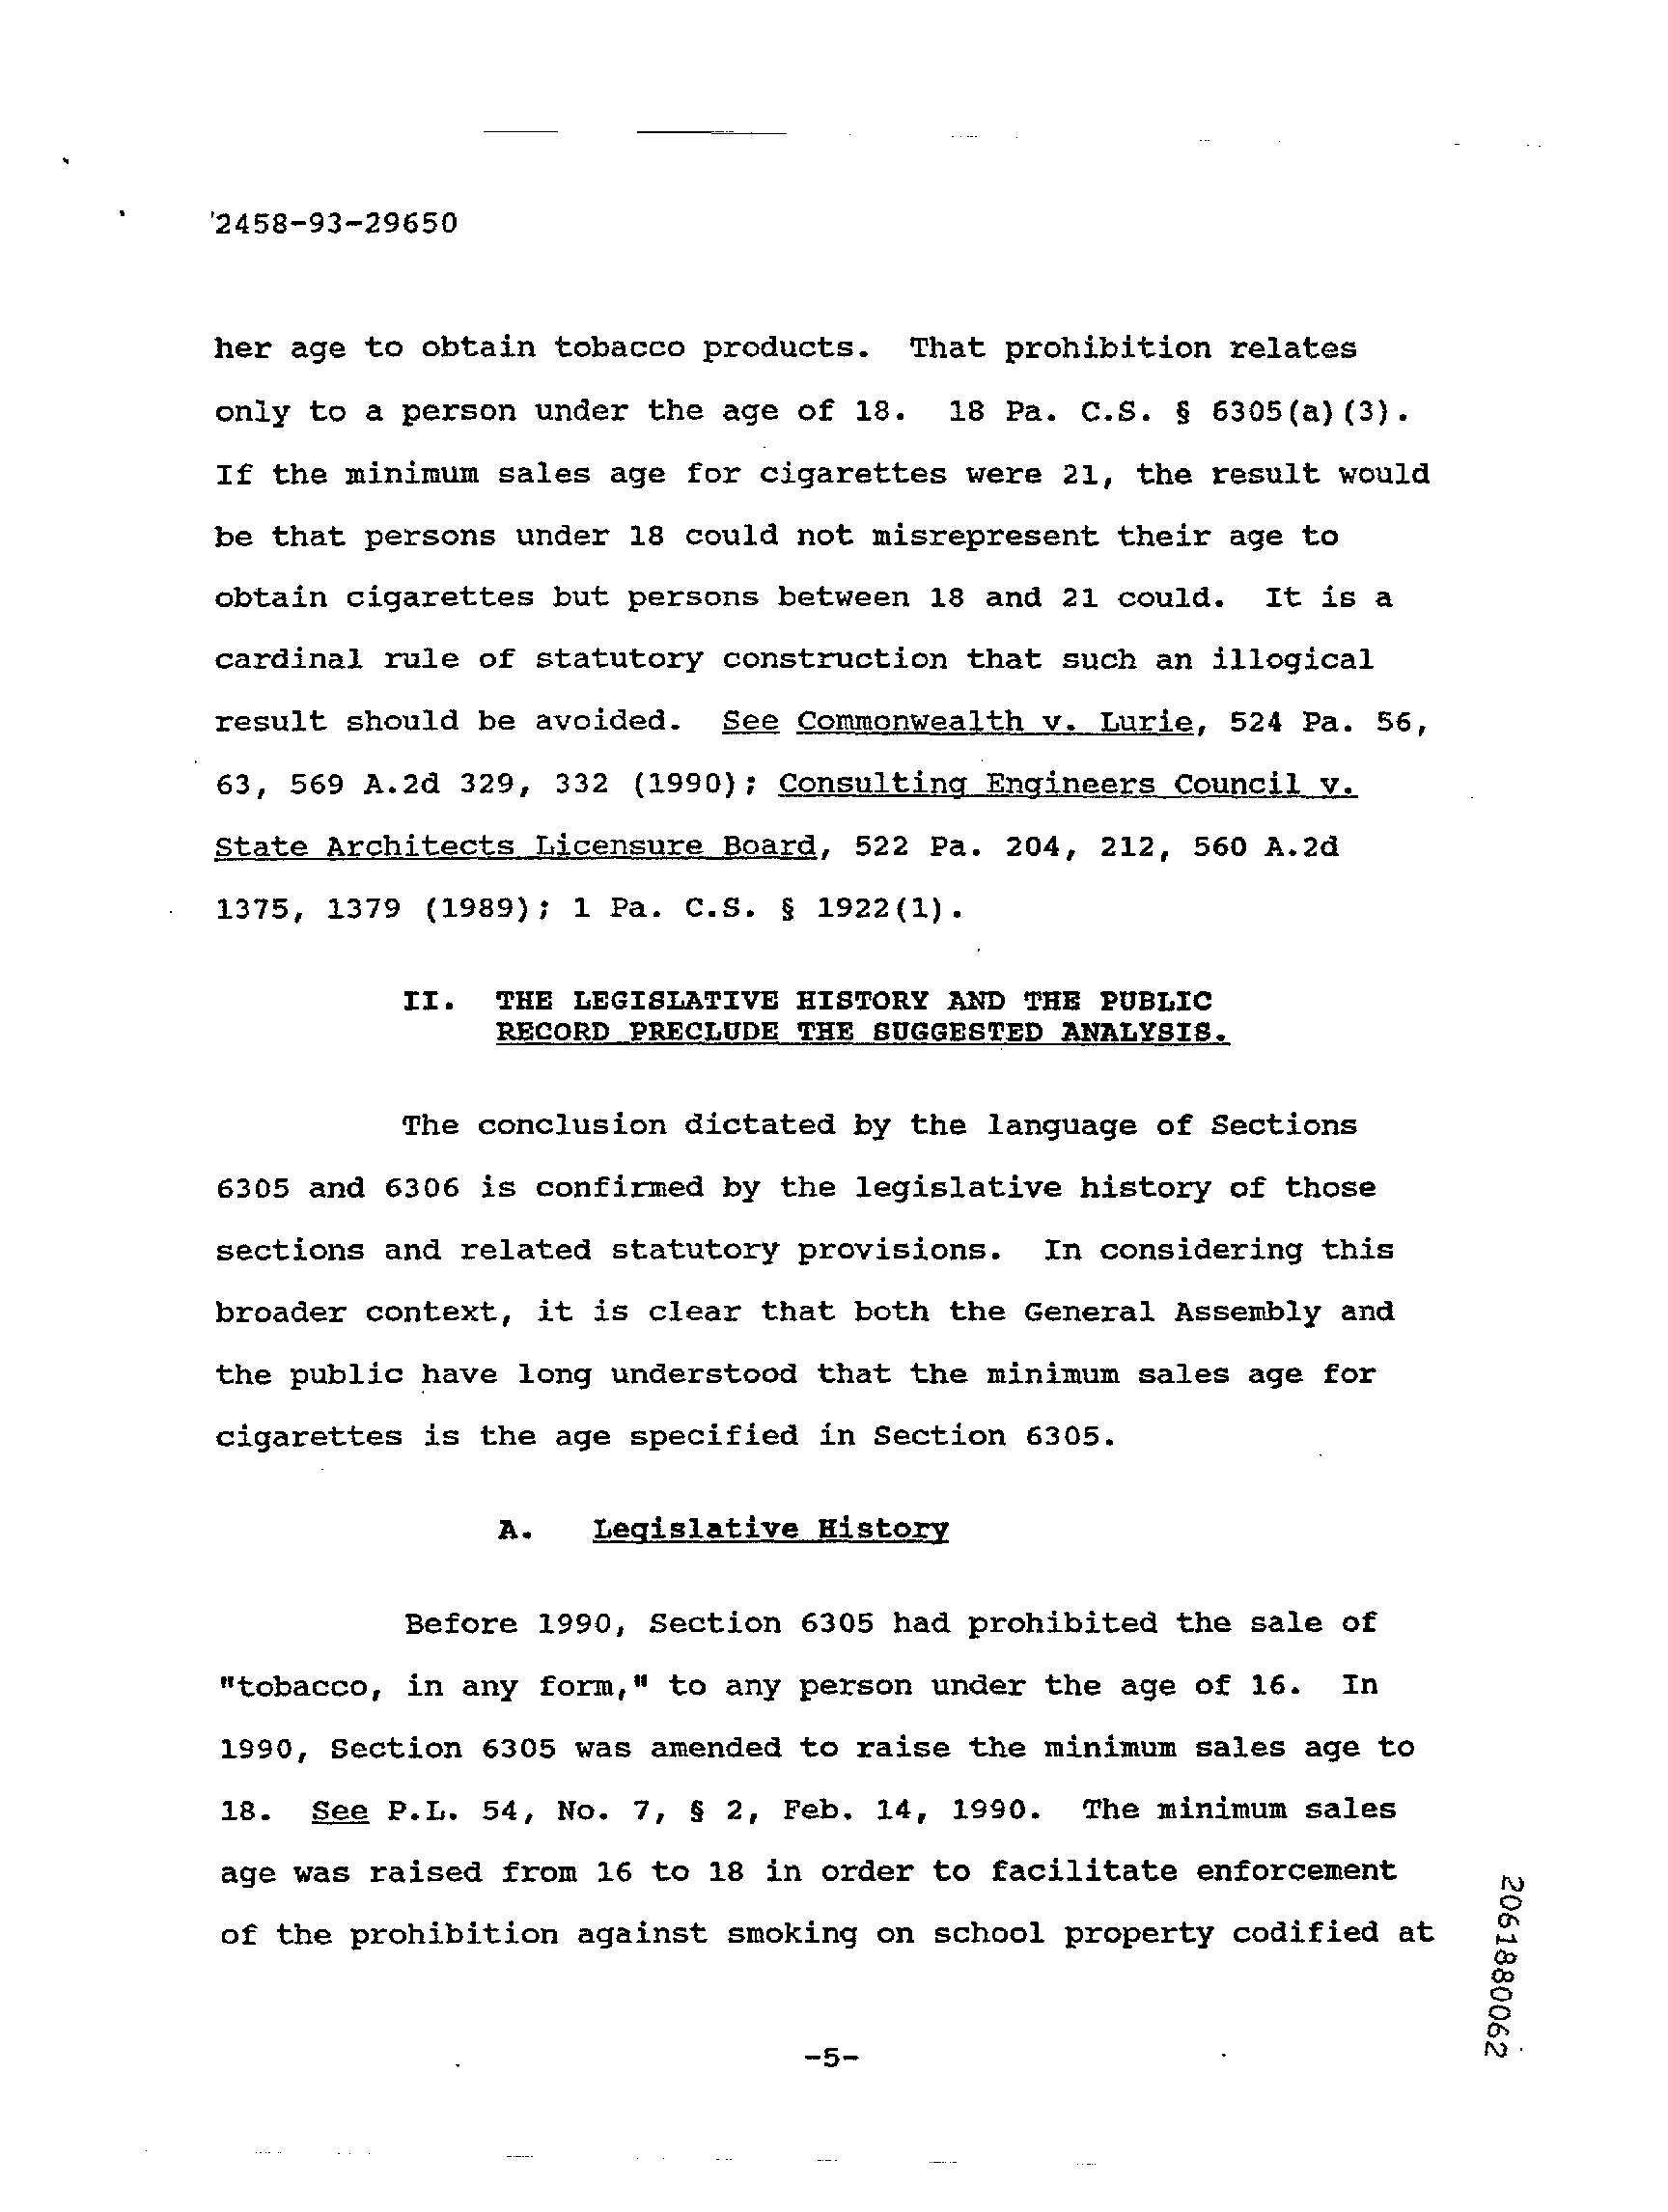 '2458-93-29650
her age to obtain tobacco products.  That prohibition relates
only to a person under the age of 18.  18 Pa. C.S. § 6305(a)(3).
If the minimum sales age for cigarettes were 21, the result would
be that persons under 18 could not misrepresent their age to
obtain cigarettes but persons between 18 and 21 could.  It is a
cardinal rule of statutory construction that such an illogical
result should be avoided.  See Commonwealth v. Lurie, 524 Pa. 56,
63, 569 A.2d 329, 332 (1990); Consulting Engineers Council v.
State Architects Licensure Board, 522 Pa. 204, 212, 560 A.2d
1375, 1379 (1989); 1 Pa. C.S. § 1922(1).
II.  THE LEGISLATIVE HISTORY AND THE PUBLIC
RECORD PRECLUDE THE SUGGESTED ANALYSIS.
The conclusion dictated by the language of Sections
6305 and 6306 is confirmed by the legislative history of those
sections and related statutory provisions.  In considering this
broader context, it is clear that both the General Assembly and
the public have long understood that the minimum sales age for
cigarettes is the age specified in Section 6305.
A.  Legislative History
Before 1990, Section 6305 had prohibited the sale of
"tobacco, in any form," to any person under the age of 16.  In
1990, Section 6305 was amended to raise the minimum sales age to
18.  See P.L. 54, No. 7, § 2, Feb. 14, 1990.  The minimum sales
age was raised from 16 to 18 in order to facilitate enforcement
of the prohibition against smoking on school property codified at
2061880062
-5-